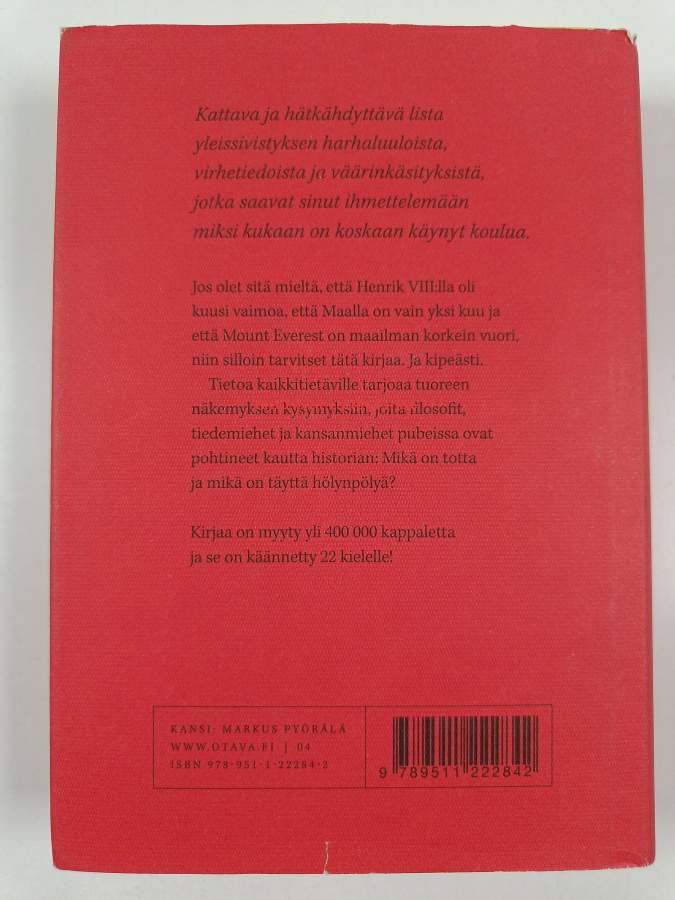 Kattava ja hätkähdyttävä lista
yleissivistyksen harhaluuloista,
virhetiedoista ja väärinkäsityksistä,
jotka saavat sinut ihmettelemään
miksi kukaan on koskaan käynyt koulua.
Jos olet sitä mieltä, että Henrik VIII:lla oli
kuusi vaimoa, että Maalla on vain yksi kuu ja
että Mount Everest on maailman korkein vuori,
niin silloin tarvitset tätä kirjaa. Ja kipeästi.
Tietoa kaikkitietäville tarjoaa tuoreen
näkemyksen kysymyksiin, joita filosofit,
tiedemiehet ja kansanmiehet pubeissa ovat
pohtineet kautta historian: Mikä on totta
ja mikä on täyttä hölynpölyä?
Kirjaa on myyty yli 400 000 kappaletta
ja se on käännetty 22 kielelle!
KANSI: MARKUS PYÖRÄLÄ
WWW.OTAVA.FI | 04
ISBN 978-951-1-22284-2
9 789511 222842